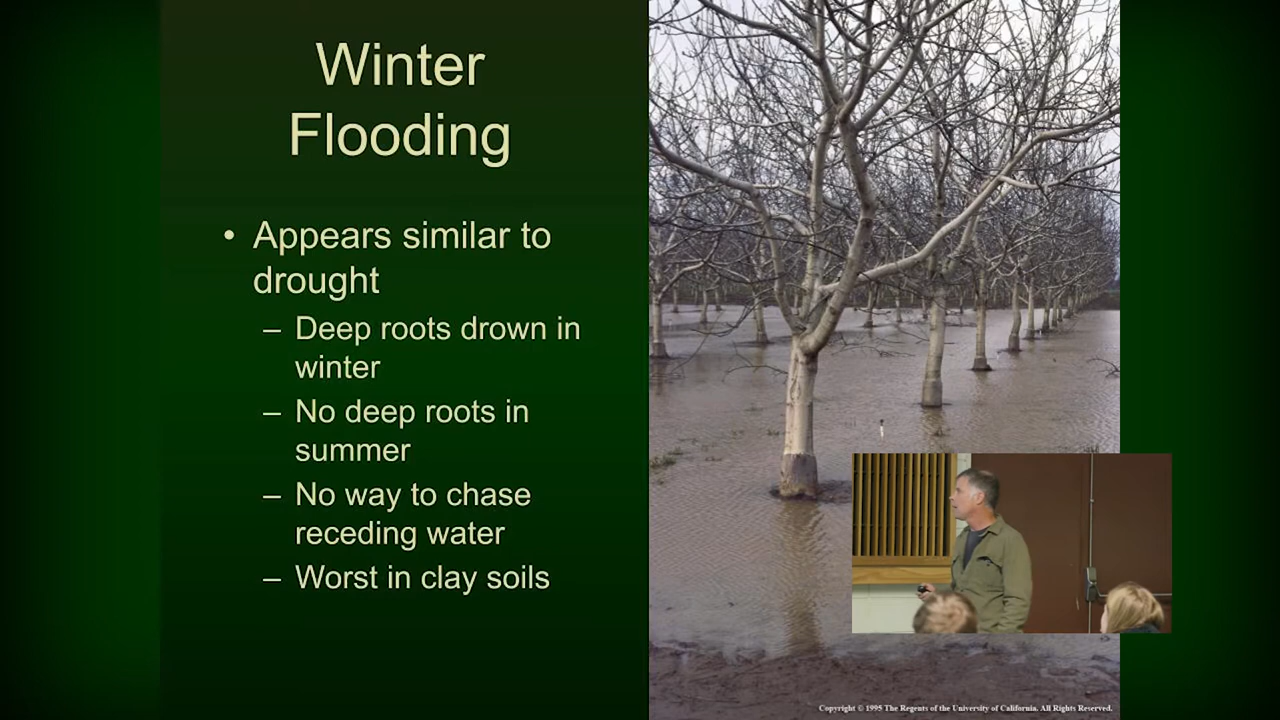 Winter
Flooding
• Appears similar to
drought
– Deep roots drown in
winter
– No deep roots in
summer
– No way to chase
receding water
– Worst in clay soils
Copyright © 1995 The Regents of the University of California. All Rights Reserved.